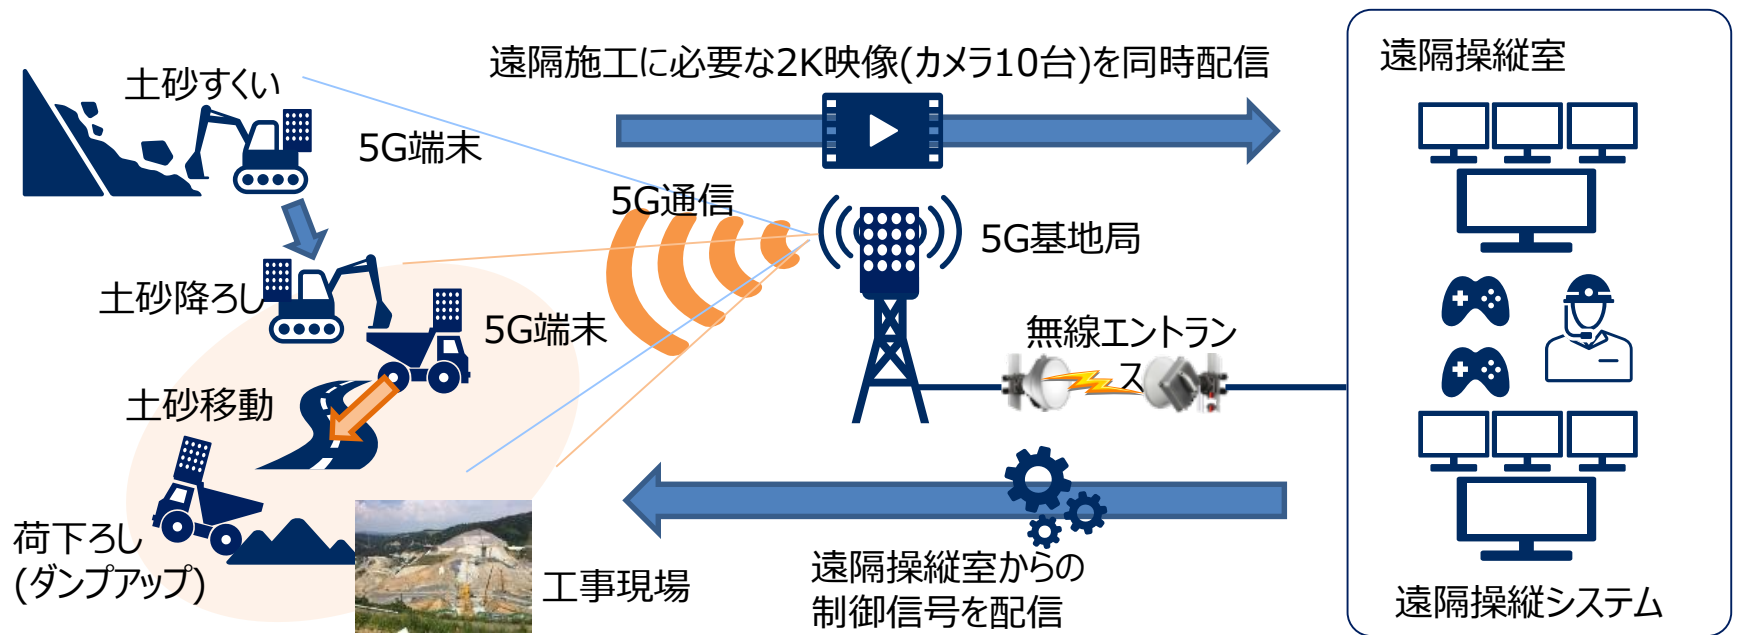 遠隔施工に必要な2K映像(カメラ10台)を同時配信
遠隔操縦室
土砂すくい
5G端末
5G通信
5G基地局
土砂降ろし
5G端末
無線エントラン
ス
土砂移動
荷下ろし
(ダンプアップ)
工事現場
遠隔操縦室からの
制御信号を配信
遠隔操縦システム